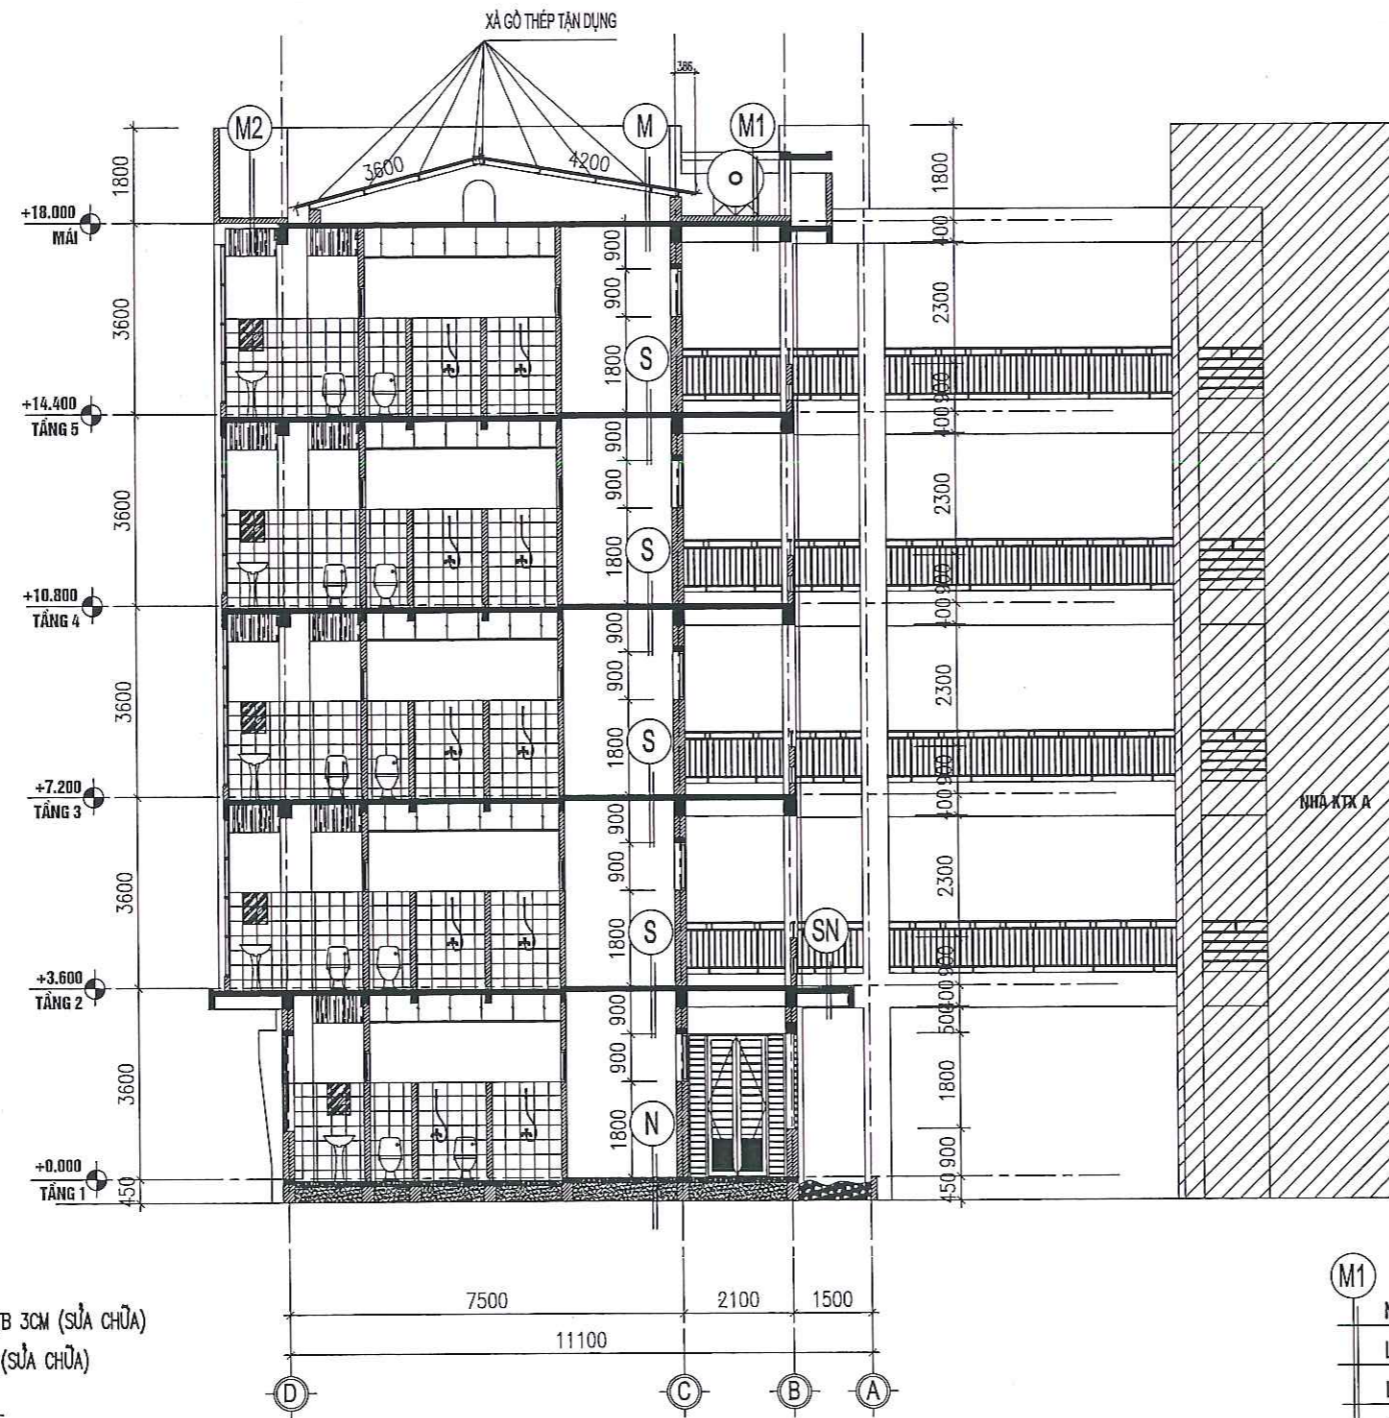 XÀ GỒ THÉP TẬN DỤNG
386
M2
M
M1
3600
4200
1800
1800
+18.000
MÁI
400
900
900
1800
S
3600
2300
900
+14.400
TẦNG 5
400
900
900
1800
S
3600
2300
900
+10.800
TẦNG 4
400
900
900
1800
S
3600
2300
900
+7.200
TẦNG 3
400
NHÀ KTX A
900
900
1800
S
SN
3600
2300
900
+3.600
TẦNG 2
400
500
900
900
1800
N
3600
1800
900
+0.000
TẦNG 1
450
450
7500
2100
1500
11100
D
C
B
A
B 3CM (SỬA CHỮA)
(SỬA CHỮA)
M1